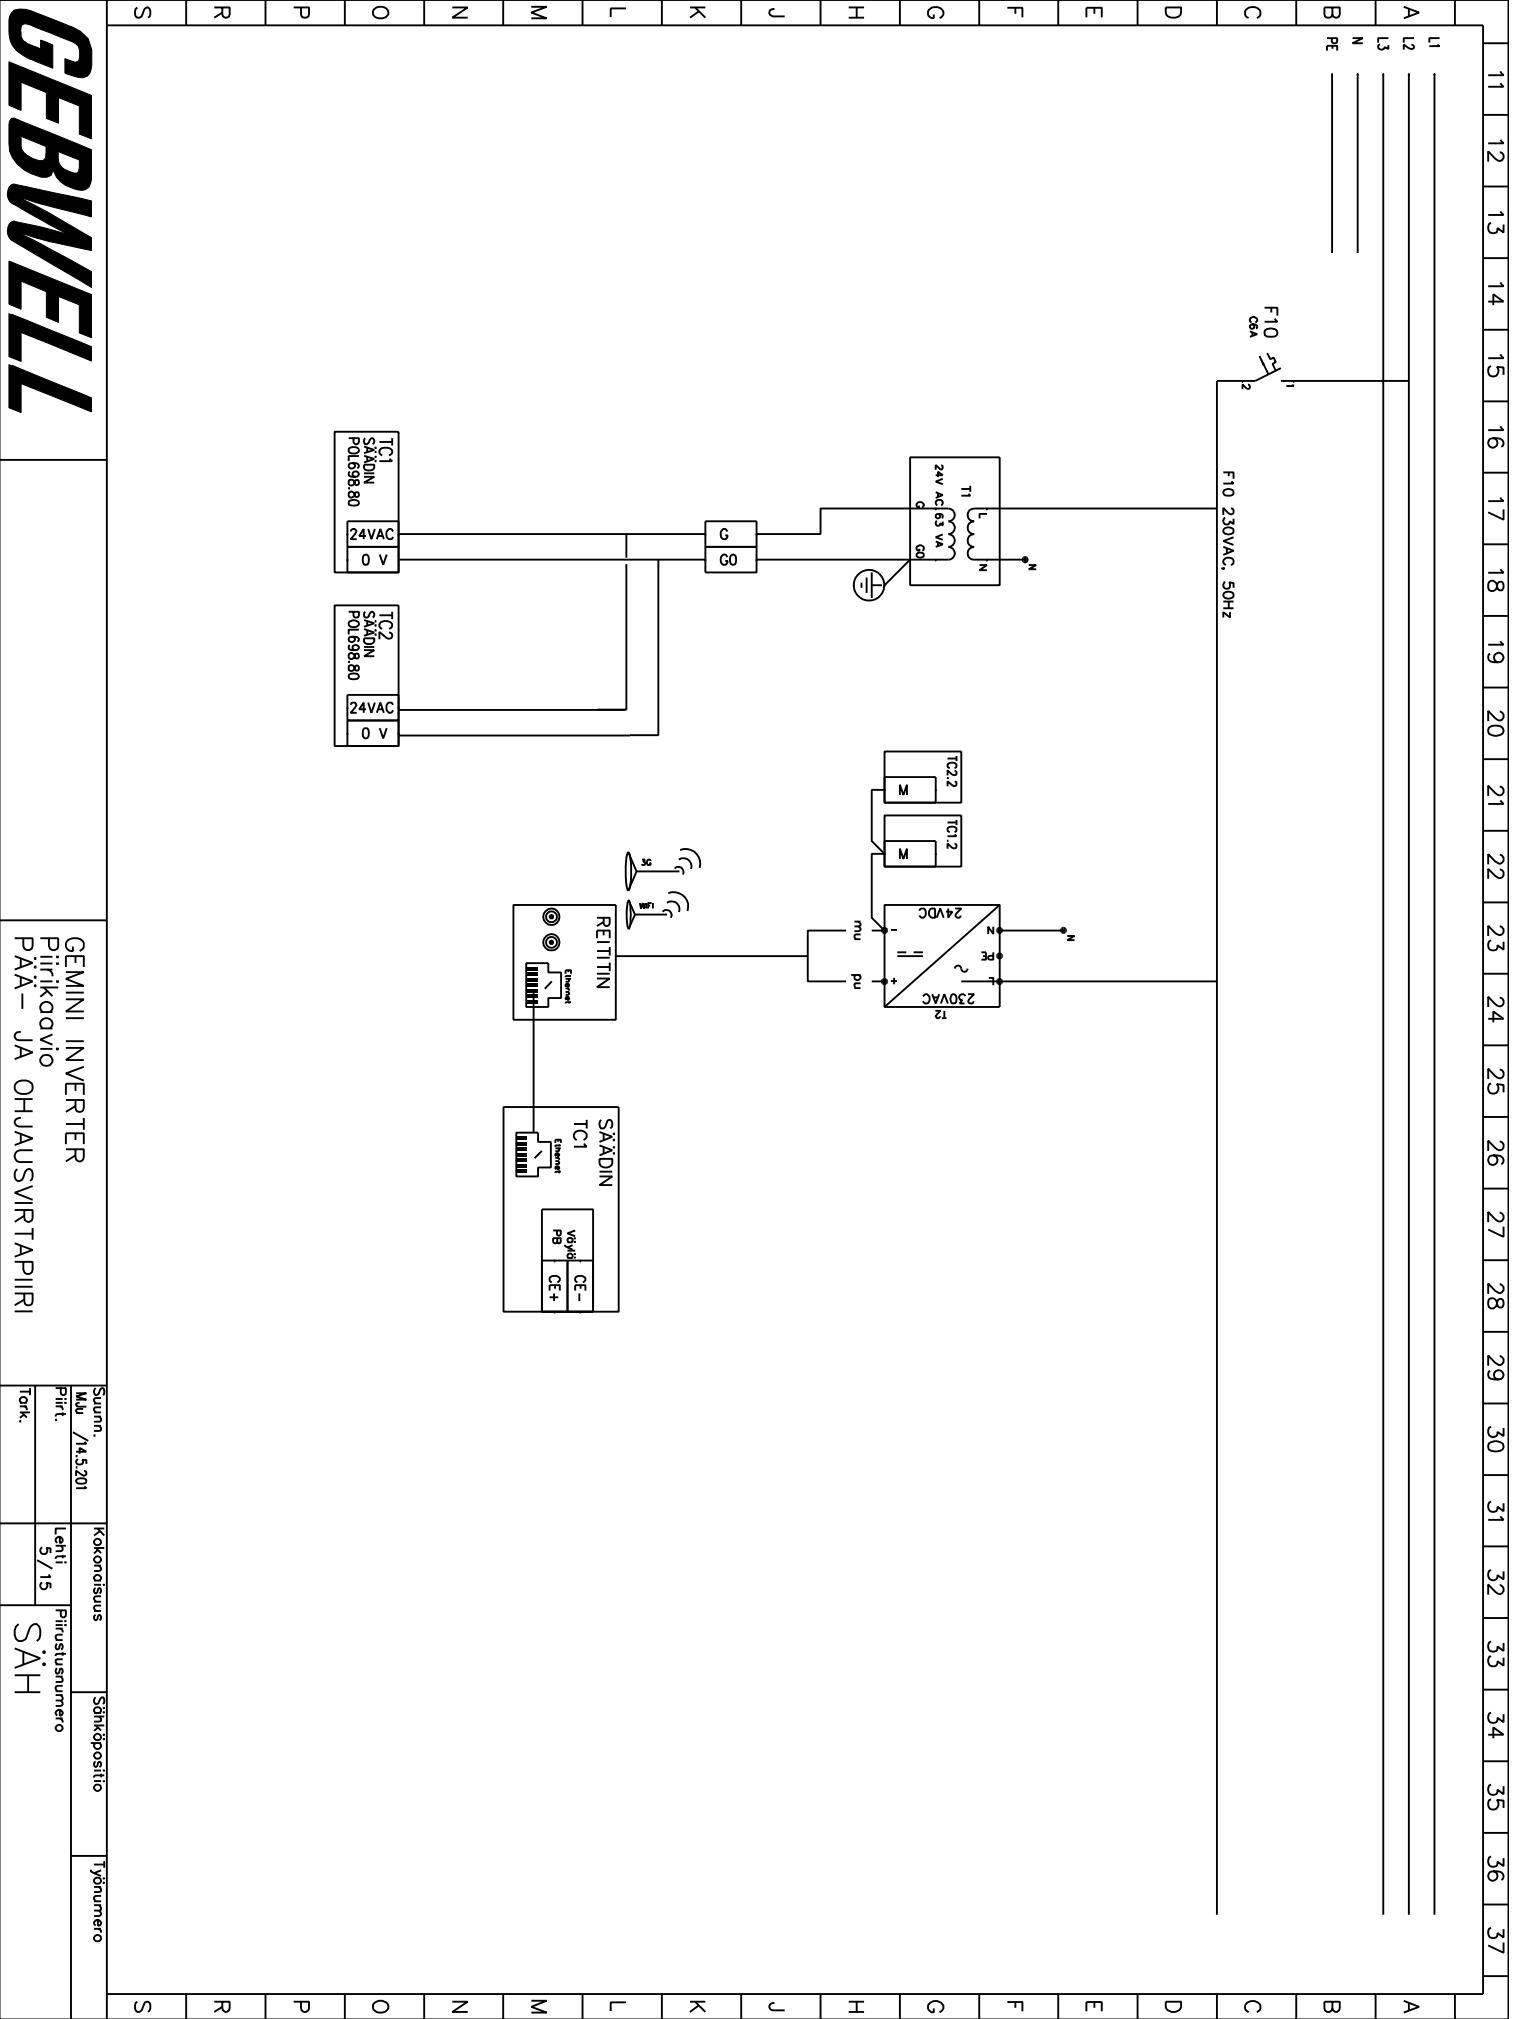 11 12 13 14 15 16 17 18 19 20 21 22 23 24 25 26 27 28 29 30 31 32 33 34 35 36 37
A
B
C
D
E
F
G
H
J
K
L
M
N
O
P
R
S
A
B
C
D
E
F
G
H
J
K
L
M
N
O
P
R
S
L1
L2
L3
N
PE
F10
C6A
1
2
F10 230VAC, 50Hz
N
L
N
T1
24V AC 63 VA
G
G0
G
G0
TC1
SÄÄDIN
POL698.80
24VAC
0 V
TC2
SÄÄDIN
POL698.80
24VAC
0 V
TC2.2
M
TC1.2
M
N
N
PE
L
24VDC
230VAC
T2
-
+
mu
pu
3G
WiFi
REITITIN
Ethernet
SÄÄDIN
TC1
Ethernet
Väylä
PB
CE-
CE+
GEBWELL
GEMINI INVERTER
Piirikaavio
PÄÄ- JA OHJAUSVIRTAPIIRI
Suunn.
MJu /14.5.201
Piirt.
Tark.
Kokonaisuus
Sähköpositio
Työnumero
Lehti
5/15
Piirustusnumero
SÄH